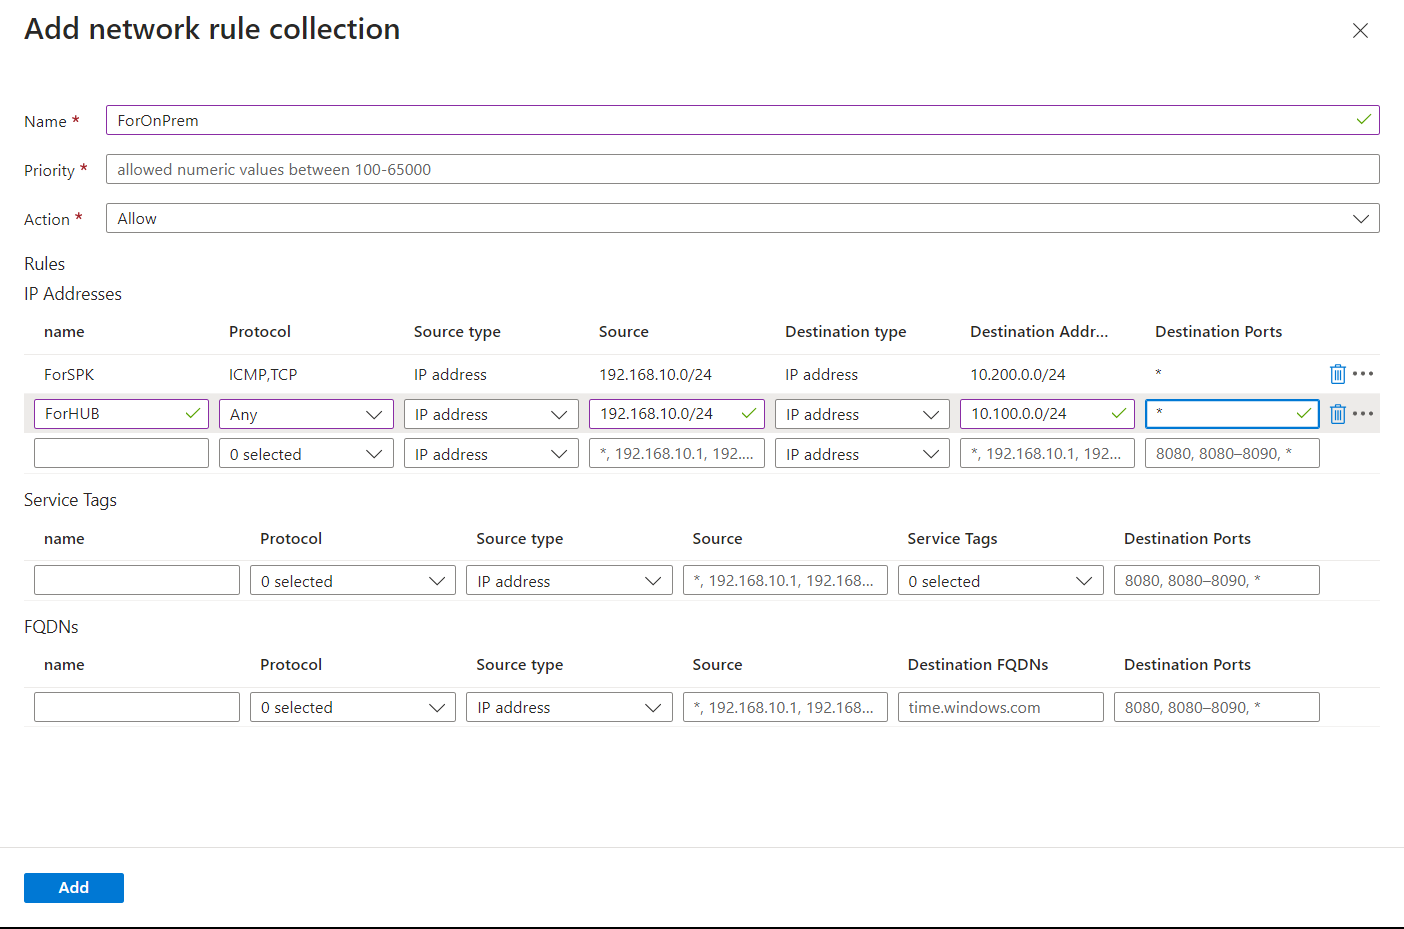 Add network rule collection
Name * ForOnPrem
Priority * allowed numeric values between 100-65000
Action * Allow
Rules
IP Addresses
name Protocol Source type Source Destination type Destination Addr... Destination Ports
ForSPK ICMP,TCP IP address 192.168.10.0/24 IP address 10.200.0.0/24 *
ForHUB Any IP address 192.168.10.0/24 IP address 10.100.0.0/24 *
0 selected IP address *, 192.168.10.1, 192.... IP address *, 192.168.10.1, 192... 8080, 8080–8090, *
Service Tags
name Protocol Source type Source Service Tags Destination Ports
0 selected IP address *, 192.168.10.1, 192.168... 0 selected 8080, 8080–8090, *
FQDNs
name Protocol Source type Source Destination FQDNs Destination Ports
0 selected IP address *, 192.168.10.1, 192.168... time.windows.com 8080, 8080–8090, *
Add